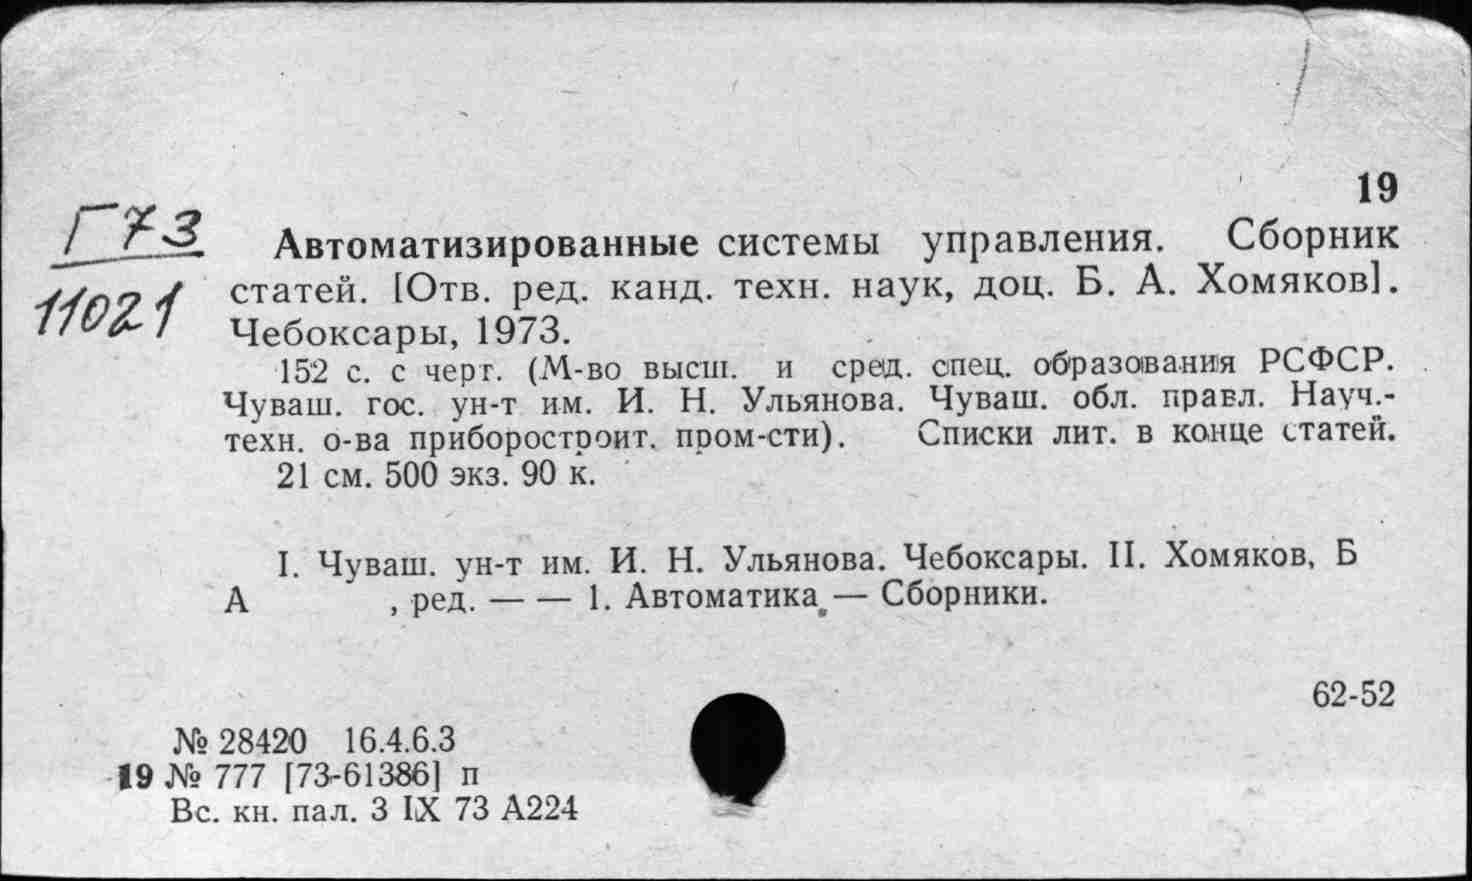 19
Г73
11021
Автоматизированные системы управления. Сборник
статей. [Отв. ред. канд. техн. наук, доц. Б. А. Хомяков].
Чебоксары, 1973.
152 с. с черт. (М-во высш. и сред. спец. образования РСФСР.
Чуваш. гос. ун-т им. И. Н. Ульянова. Чуваш. обл. правл. Науч.-
техн. о-ва приборостроит. пром-сти). Списки лит. в конце статей.
21 см. 500 экз. 90 к.
I. Чуваш. ун-т им. И. Н. Ульянова. Чебоксары. II. Хомяков, Б
А , ред. — — 1. Автоматика. — Сборники.
62-52
№ 28420 16.4.6.3
19 № 777 [73-61386] п
Вс. кн. пал. 3 IX 73 А224